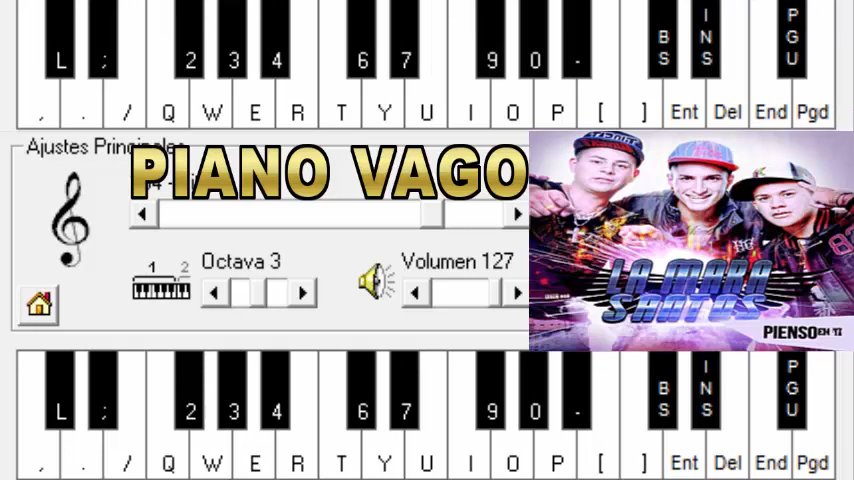 L ; 2 3 4 6 7 9 0 - BS INS PGU
, . / Q W E R T Y U I O P [ ] Ent Del End Pgd
Ajustes Principales
PIANO VAGO
1 2
Octava 3
Volumen 127
LA MARA
SANTOS
PIENSO EN TI
L ; 2 3 4 6 7 9 0 - BS INS PGU
, . / Q W E R T Y U I O P [ ] Ent Del End Pgd